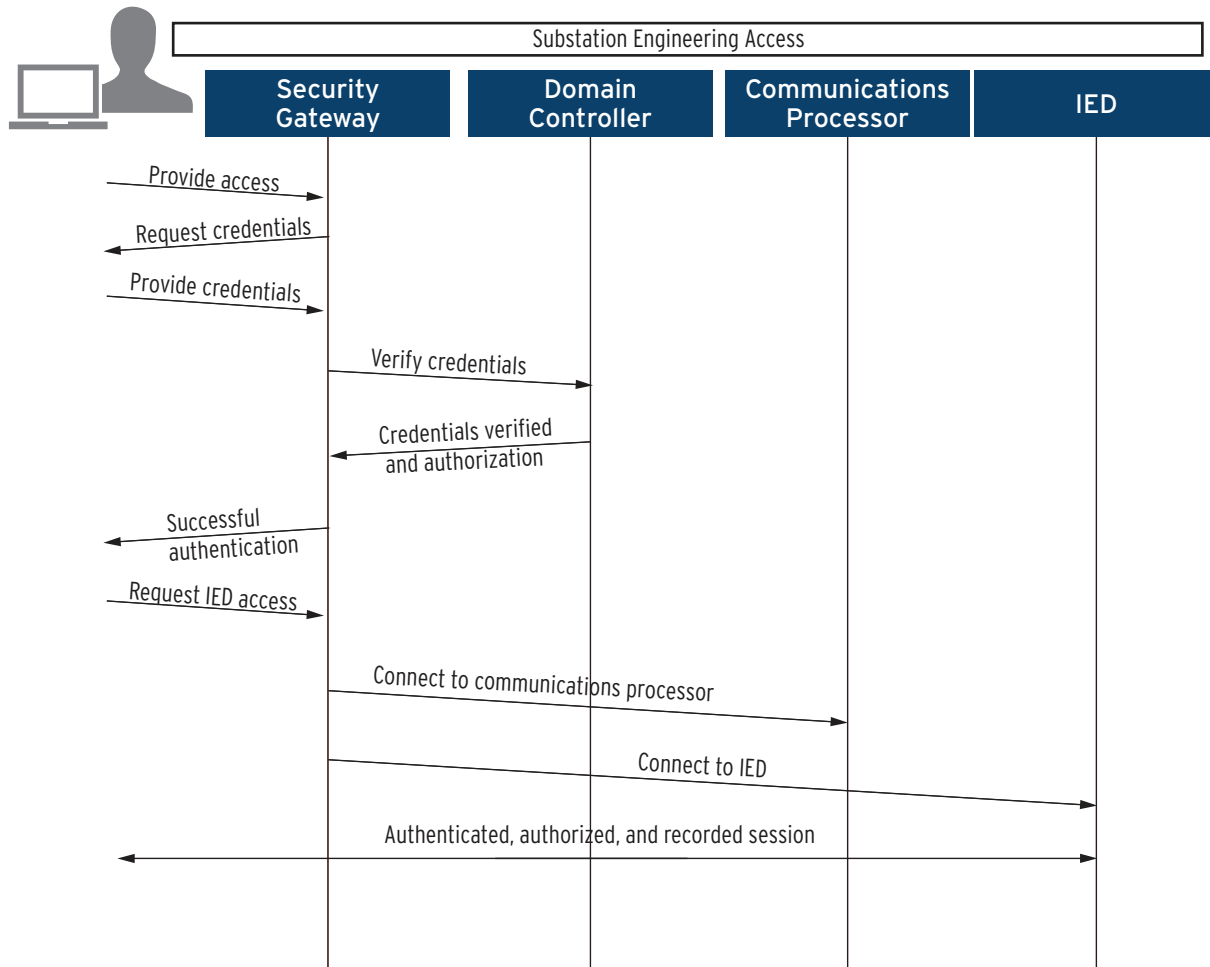 Substation Engineering Access
Security
Gateway
Domain
Controller
Communications
Processor
IED
Provide access
Request credentials
Provide credentials
Verify credentials
Credentials verified
and authorization
Successful
authentication
Request IED access
Connect to communications processor
Connect to IED
Authenticated, authorized, and recorded session